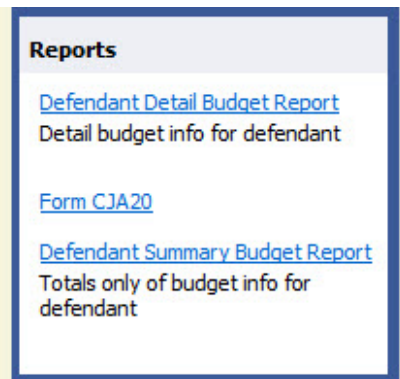 Reports
Defendant Detail Budget Report
Detail budget info for defendant
Form CJA20
Defendant Summary Budget Report
Totals only of budget info for
defendant